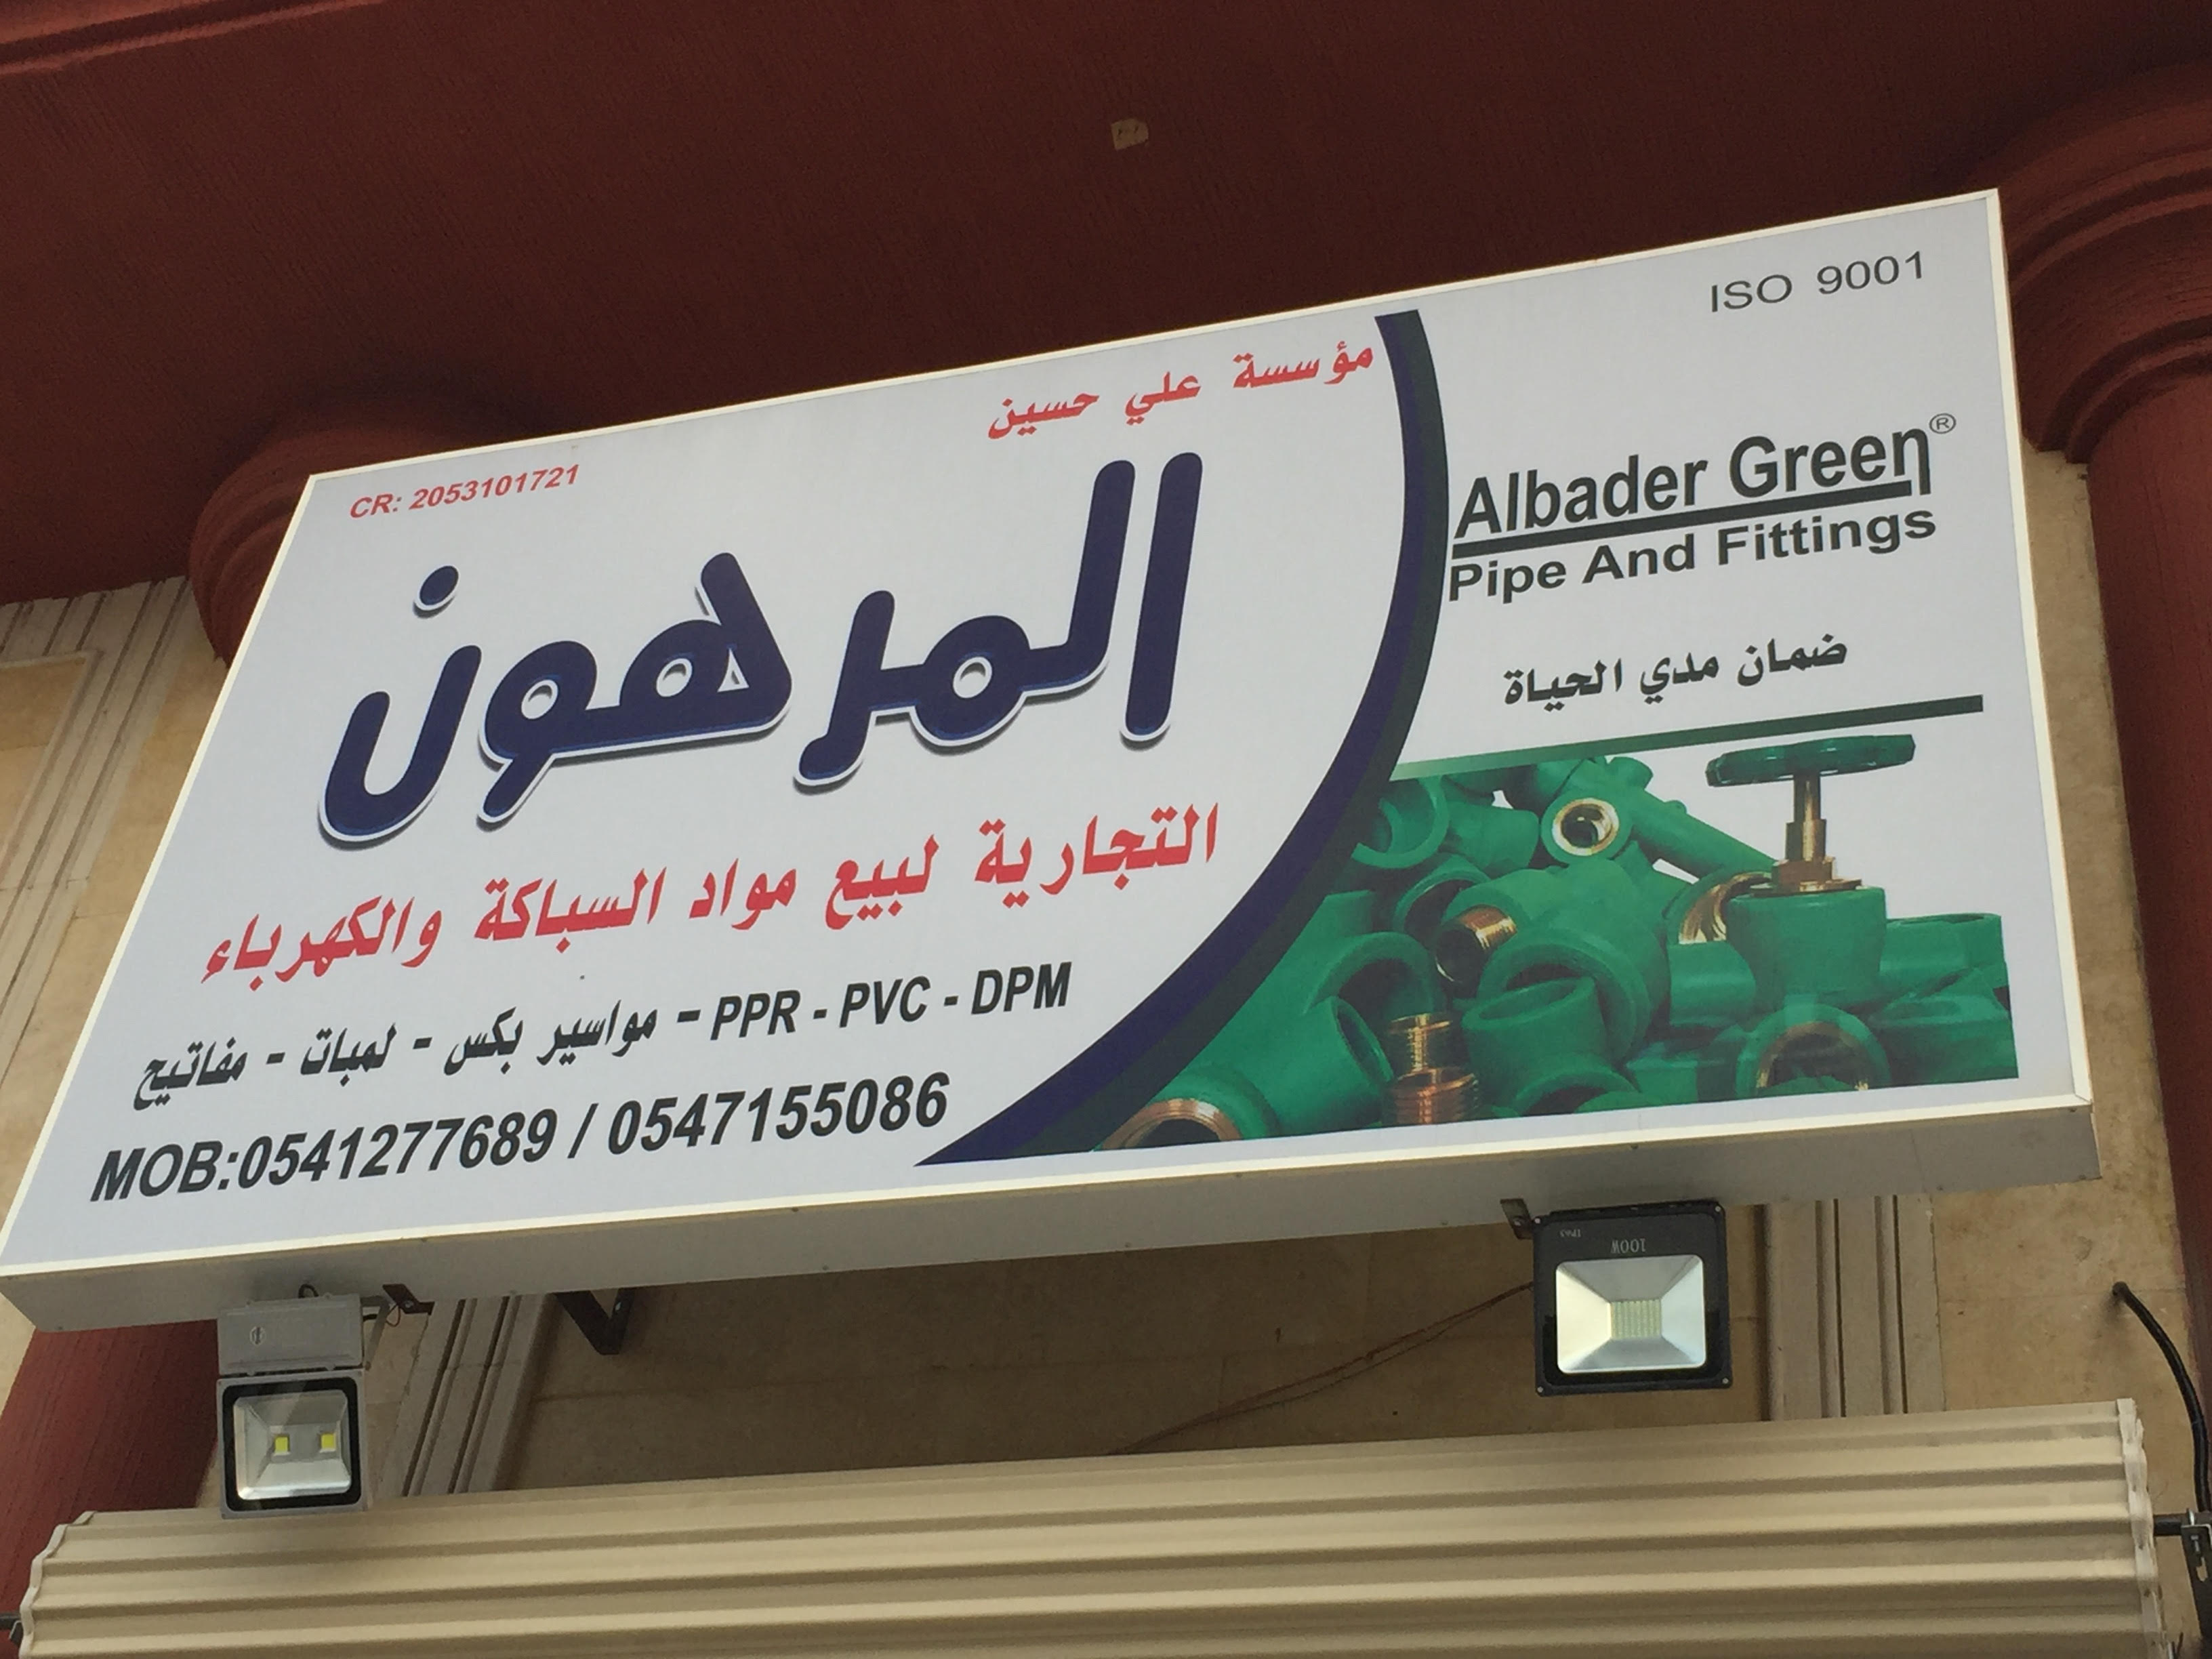 ISO 9001
مؤسسة علي حسين
CR: 2053101721
المرهون
التجارية لبيع مواد السباكة والكهرباء
PPR - PVC - DPM - مواسير بكس - لمبات - مفاتيح
MOB:0541277689 / 0547155086
Albader Green®
Pipe And Fittings
ضمان مدي الحياة
100W
IP65